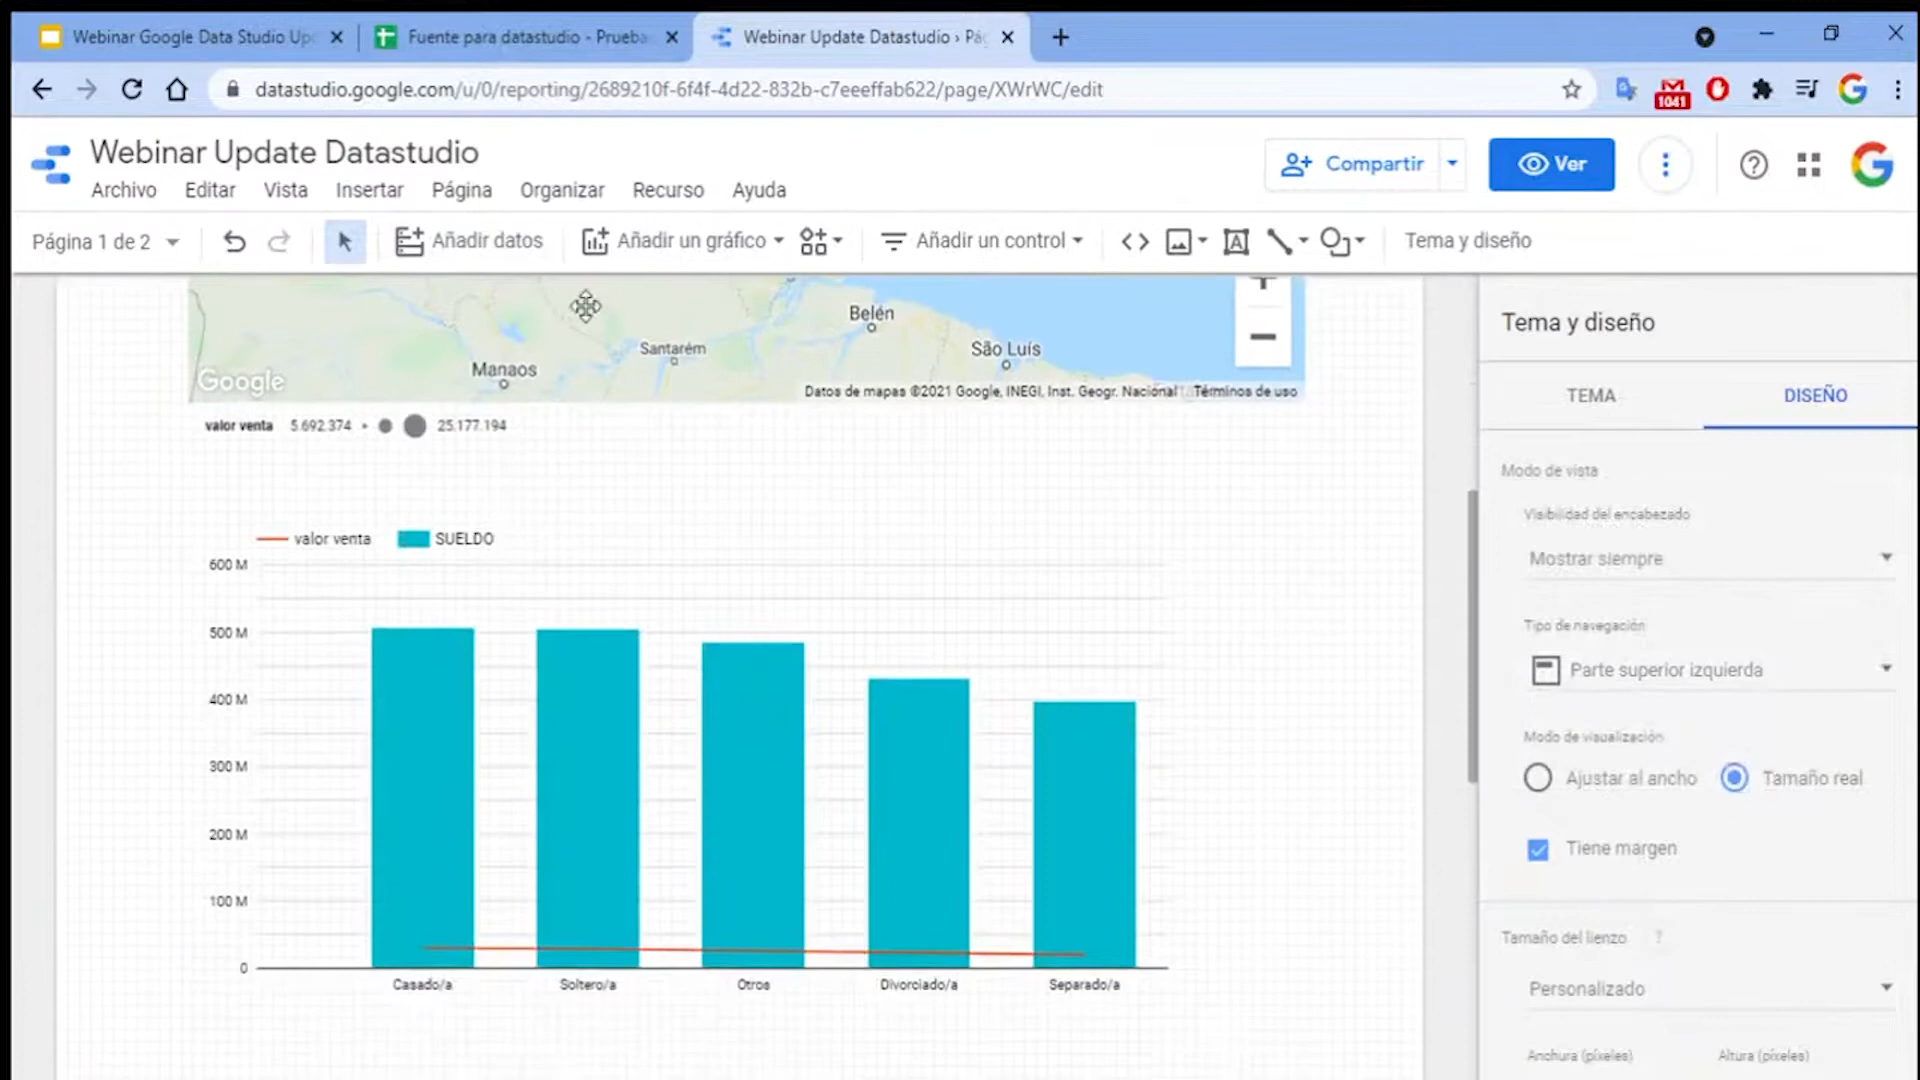 Webinar Google Data Studio Up
Fuente para datastudio - Prueba
Webinar Update Datastudio › Pá
datastudio.google.com/u/0/reporting/2689210f-6f4f-4d22-832b-c7eeeffab622/page/XWrWC/edit
1041
Webinar Update Datastudio
Archivo Editar Vista Insertar Página Organizar Recurso Ayuda
Compartir
Ver
Página 1 de 2
Añadir datos
Añadir un gráfico
Añadir un control
Tema y diseño
Belén
Santarém
São Luís
Manaos
Google
Datos de mapas ©2021 Google, INEGI, Inst. Geogr. Nacional
Términos de uso
valor venta 5.692.374 25.177.194
valor venta SUELDO
600 M
500 M
400 M
300 M
200 M
100 M
0
Casado/a Soltero/a Otros Divorciado/a Separado/a
Tema y diseño
TEMA DISEÑO
Modo de vista
Visibilidad del encabezado
Mostrar siempre
Tipo de navegación
Parte superior izquierda
Modo de visualización
Ajustar al ancho Tamaño real
Tiene margen
Tamaño del lienzo ?
Personalizado
Anchura (píxeles) Altura (píxeles)